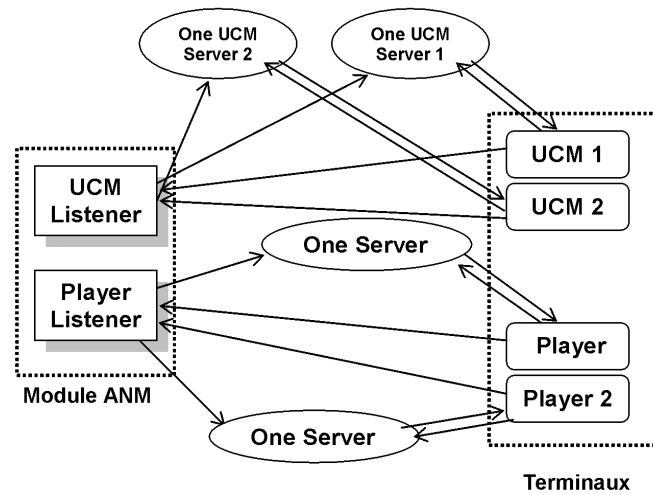 One UCM
Server 2
One UCM
Server 1
UCM
Listener
UCM 1
UCM 2
One Server
Player
Listener
Player
Player 2
Module ANM
One Server
Terminaux